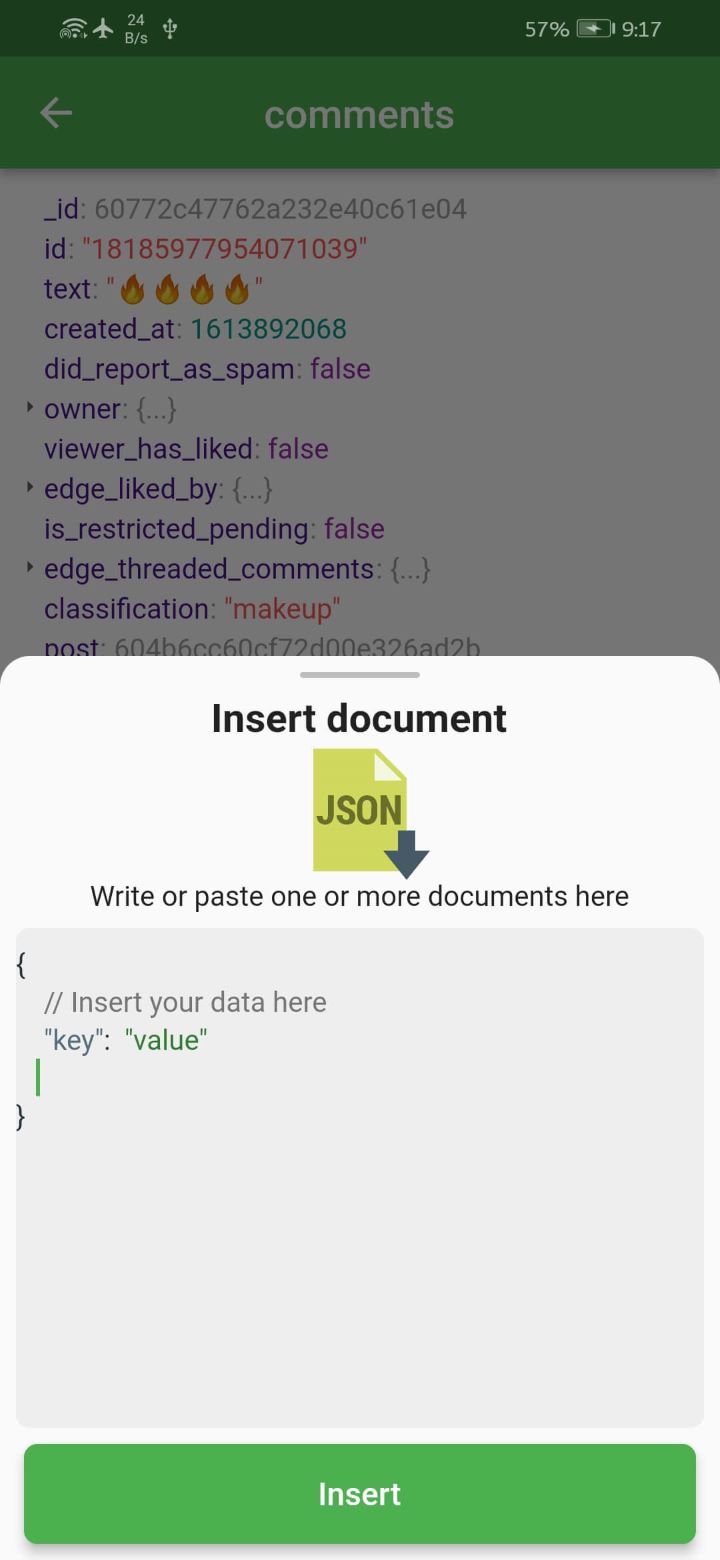 24
B/s
57% 9:17
comments
_id: 60772c47762a232e40c61e04
id: "18185977954071039"
text: "🔥🔥🔥🔥"
created_at: 1613892068
did_report_as_spam: false
owner: {...}
viewer_has_liked: false
edge_liked_by: {...}
is_restricted_pending: false
edge_threaded_comments: {...}
classification: "makeup"
post: 604b6cc60cf72d00e326ad2b
Insert document
JSON
Write or paste one or more documents here
{
// Insert your data here
"key": "value"
}
Insert